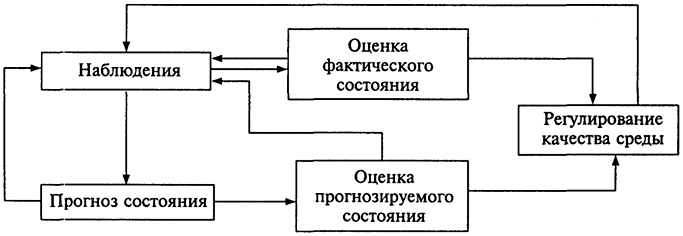 Наблюдения
Оценка
фактического
состояния
Регулирование
качества среды
Прогноз состояния
Оценка
прогнозируемого
состояния